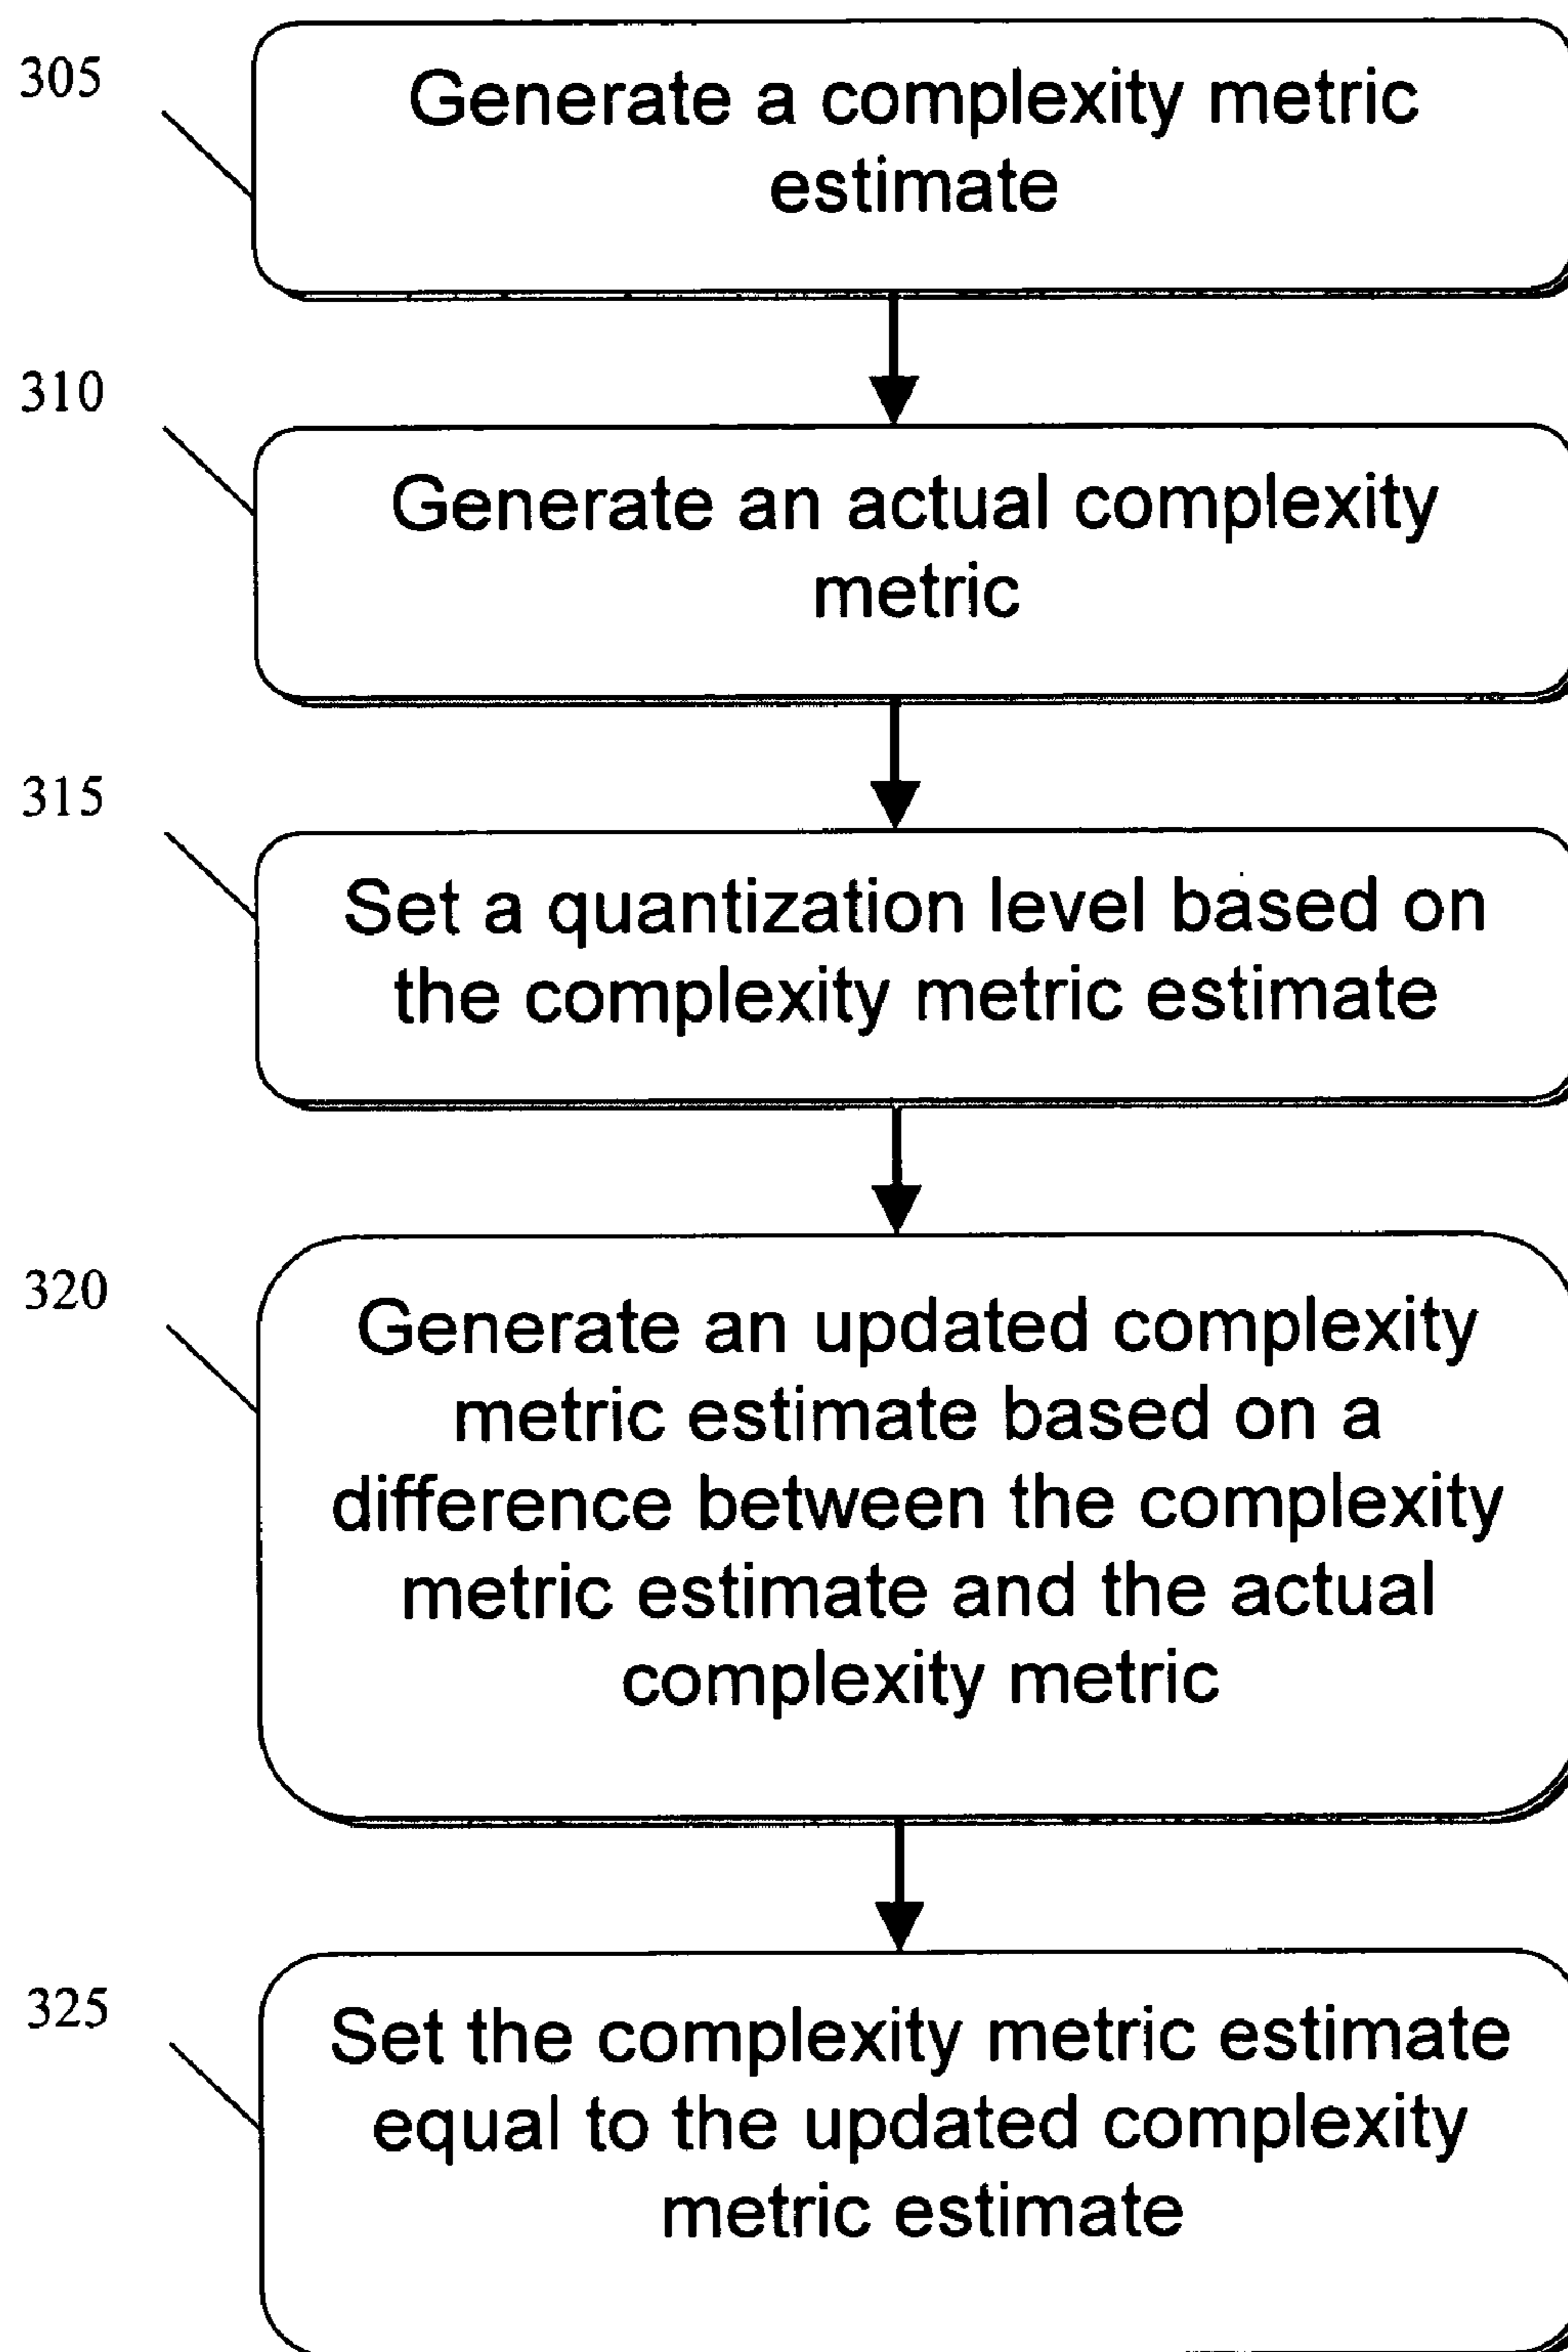 305
Generate a complexity metric
estimate
310
Generate an actual complexity
metric
315
Set a quantization level based on
the complexity metric estimate
320
Generate an updated complexity
metric estimate based on a
difference between the complexity
metric estimate and the actual
complexity metric
325
Set the complexity metric estimate
equal to the updated complexity
metric estimate